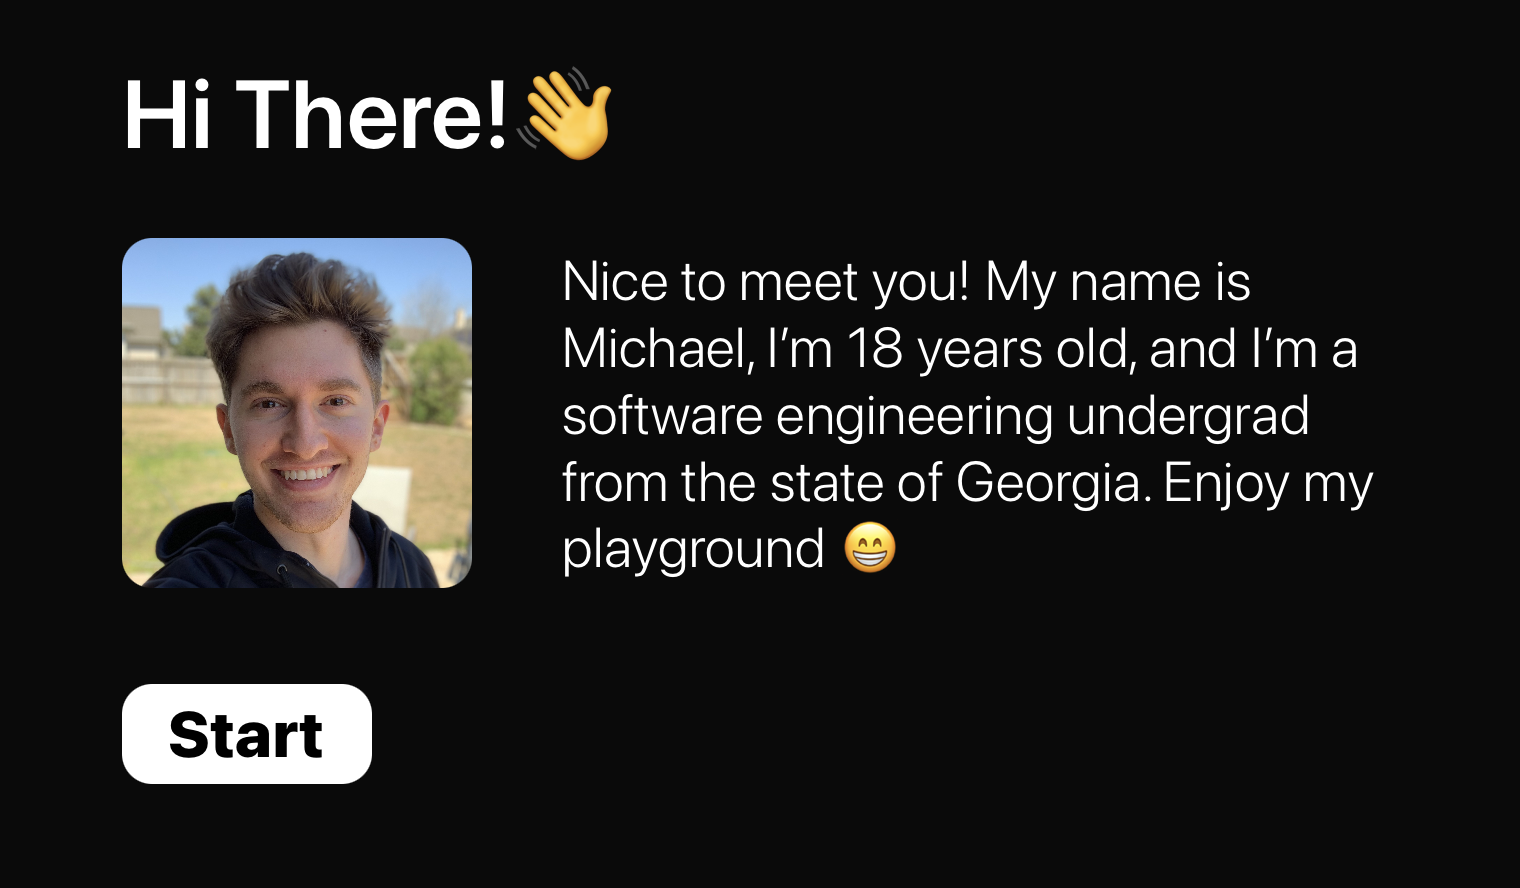 Hi There!👋
Nice to meet you! My name is
Michael, I’m 18 years old, and I’m a
software engineering undergrad
from the state of Georgia. Enjoy my
playground 😁
Start